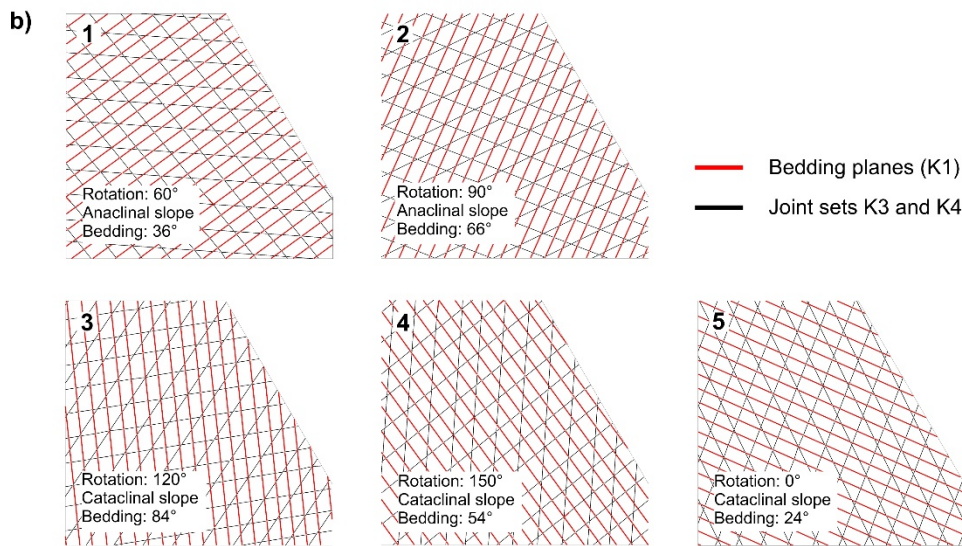 b)
1
Rotation: 60°
Anaclinal slope
Bedding: 36°
2
Rotation: 90°
Anaclinal slope
Bedding: 66°
Bedding planes (K1)
Joint sets K3 and K4
3
Rotation: 120°
Cataclinal slope
Bedding: 84°
4
Rotation: 150°
Cataclinal slope
Bedding: 54°
5
Rotation: 0°
Cataclinal slope
Bedding: 24°